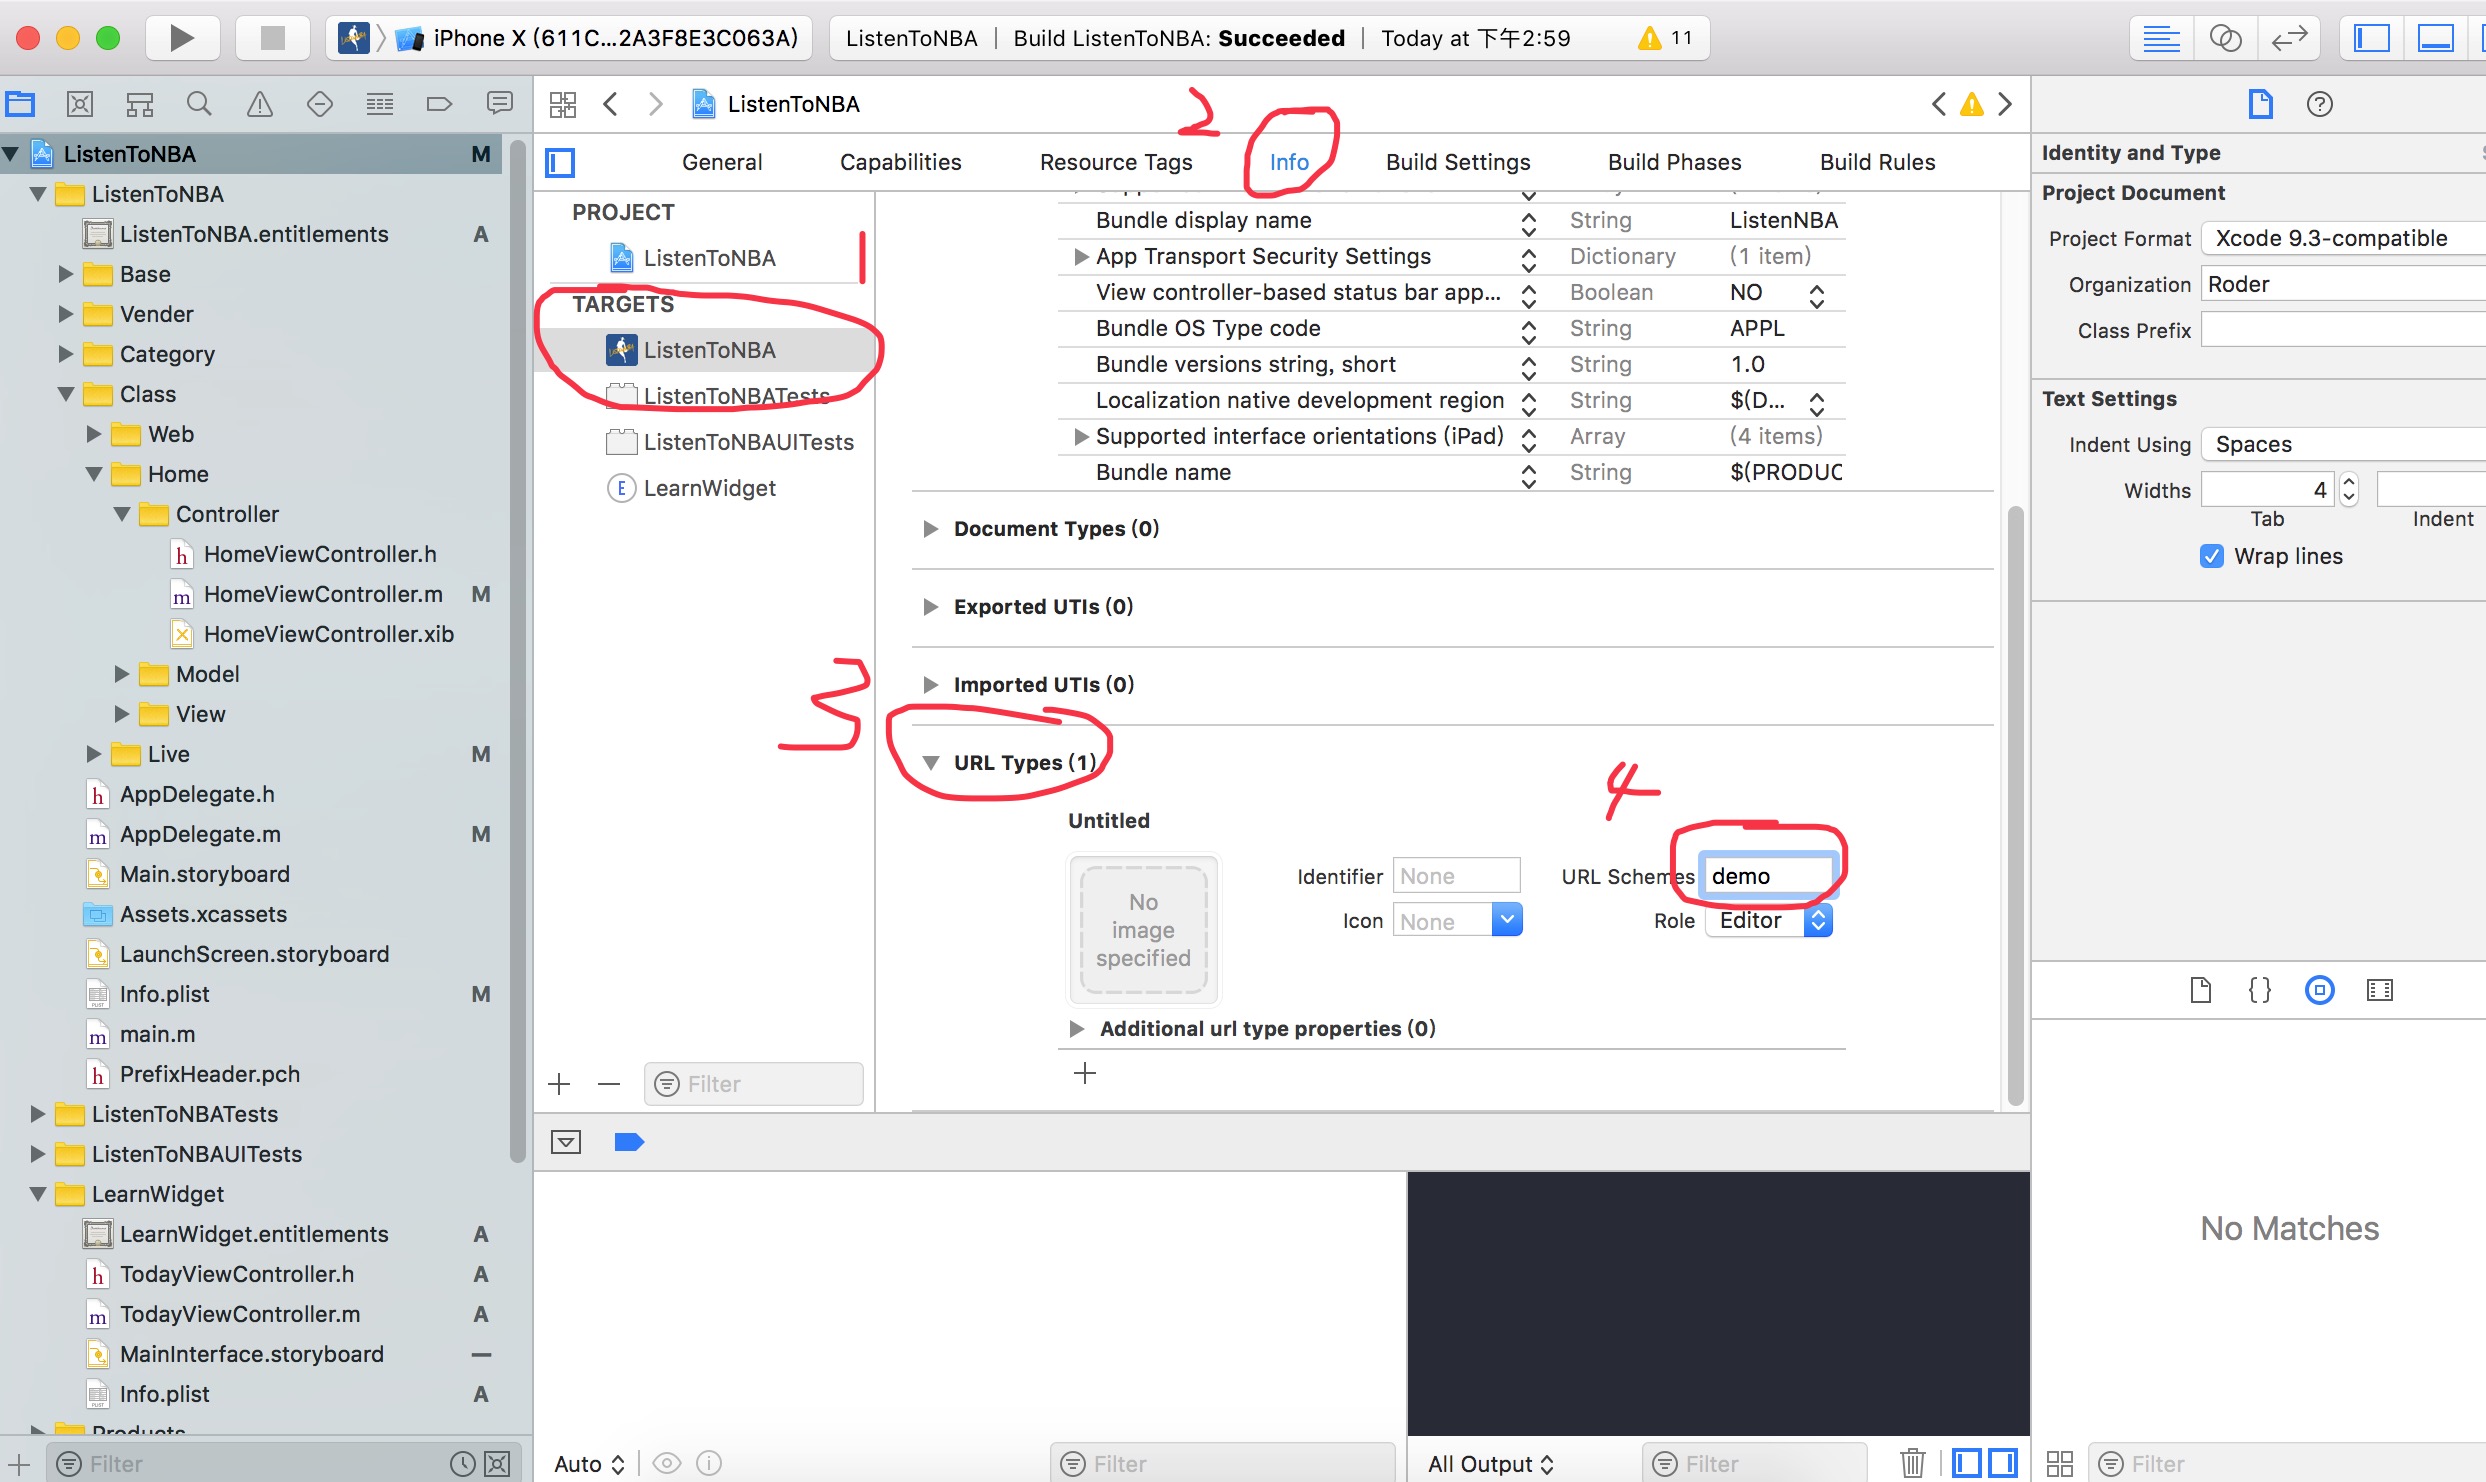 iPhone X (611C...2A3F8E3C063A)
ListenToNBA | Build ListenToNBA: Succeeded | Today at 下午2:59
11
ListenToNBA
2
ListenToNBA M
ListenToNBA
ListenToNBA.entitlements A
Base
Vender
Category
Class
Web
Home
Controller
h HomeViewController.h
m HomeViewController.m M
HomeViewController.xib
Model
View
Live M
h AppDelegate.h
m AppDelegate.m M
Main.storyboard
Assets.xcassets
LaunchScreen.storyboard
Info.plist M
m main.m
h PrefixHeader.pch
ListenToNBATests
ListenToNBAUITests
LearnWidget
LearnWidget.entitlements A
h TodayViewController.h A
m TodayViewController.m A
MainInterface.storyboard
Info.plist A
Products
Filter
General Capabilities Resource Tags Info Build Settings Build Phases Build Rules
PROJECT
ListenToNBA
1
TARGETS
ListenToNBA
ListenToNBATests
ListenToNBAUITests
E LearnWidget
Filter
Bundle display name String ListenNBA
App Transport Security Settings Dictionary (1 item)
View controller-based status bar app... Boolean NO
Bundle OS Type code String APPL
Bundle versions string, short String 1.0
Localization native development region String $(D...
Supported interface orientations (iPad) Array (4 items)
Bundle name String $(PRODUC
Document Types (0)
Exported UTIs (0)
Imported UTIs (0)
3
URL Types (1)
4
Untitled
No
image
specified
Identifier None
URL Schemes demo
Icon None
Role Editor
Additional url type properties (0)
Auto
Filter
All Output
Filter
Identity and Type
Project Document
Project Format Xcode 9.3-compatible
Organization Roder
Class Prefix
Text Settings
Indent Using Spaces
Widths 4
Tab Indent
Wrap lines
{}
No Matches
Filter